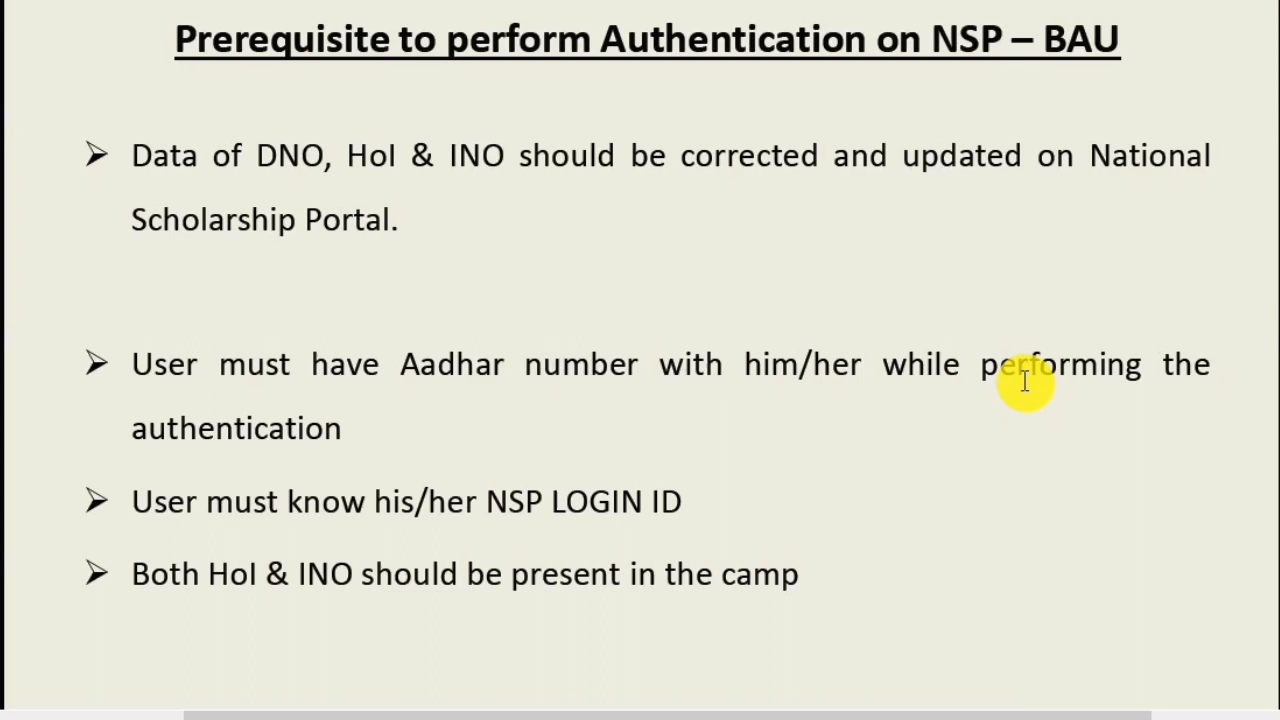 Prerequisite to perform Authentication on NSP – BAU
➢ Data of DNO, HoI & INO should be corrected and updated on National
Scholarship Portal.
➢ User must have Aadhar number with him/her while performing the
authentication
➢ User must know his/her NSP LOGIN ID
➢ Both HoI & INO should be present in the camp